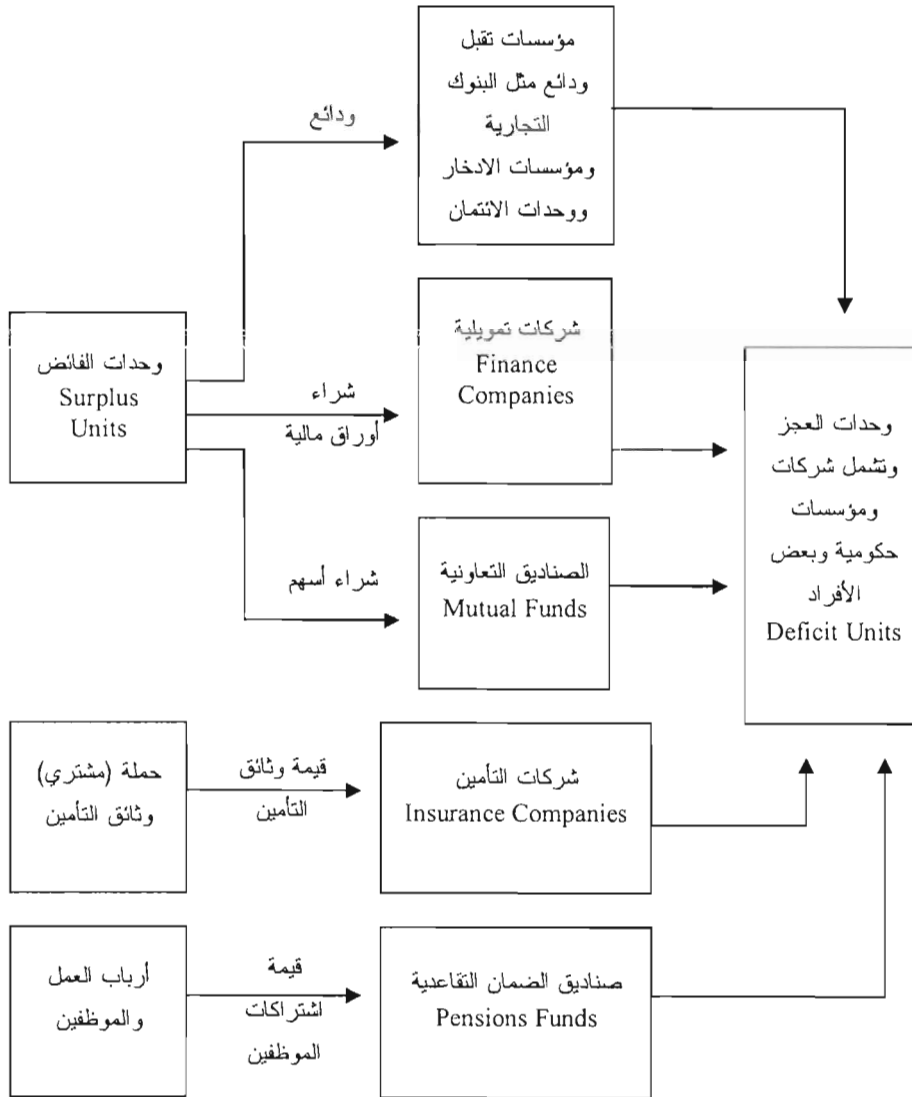 مؤسسات تقبل
ودائع مثل البنوك
التجارية
ومؤسسات الادخار
ووحدات الائتمان
ودائع
وحدات الفائض
Surplus
Units
شراء
أوراق مالية
شركات تمويلية
Finance
Companies
وحدات العجز
وتشمل شركات
ومؤسسات
حكومية وبعض
الأفراد
Deficit Units
شراء أسهم
الصناديق التعاونية
Mutual Funds
حملة (مشتري)
وثائق التأمين
قيمة وثائق
التأمين
شركات التأمين
Insurance Companies
أرباب العمل
والموظفين
قيمة
اشتراكات
الموظفين
صناديق الضمان التقاعدية
Pensions Funds